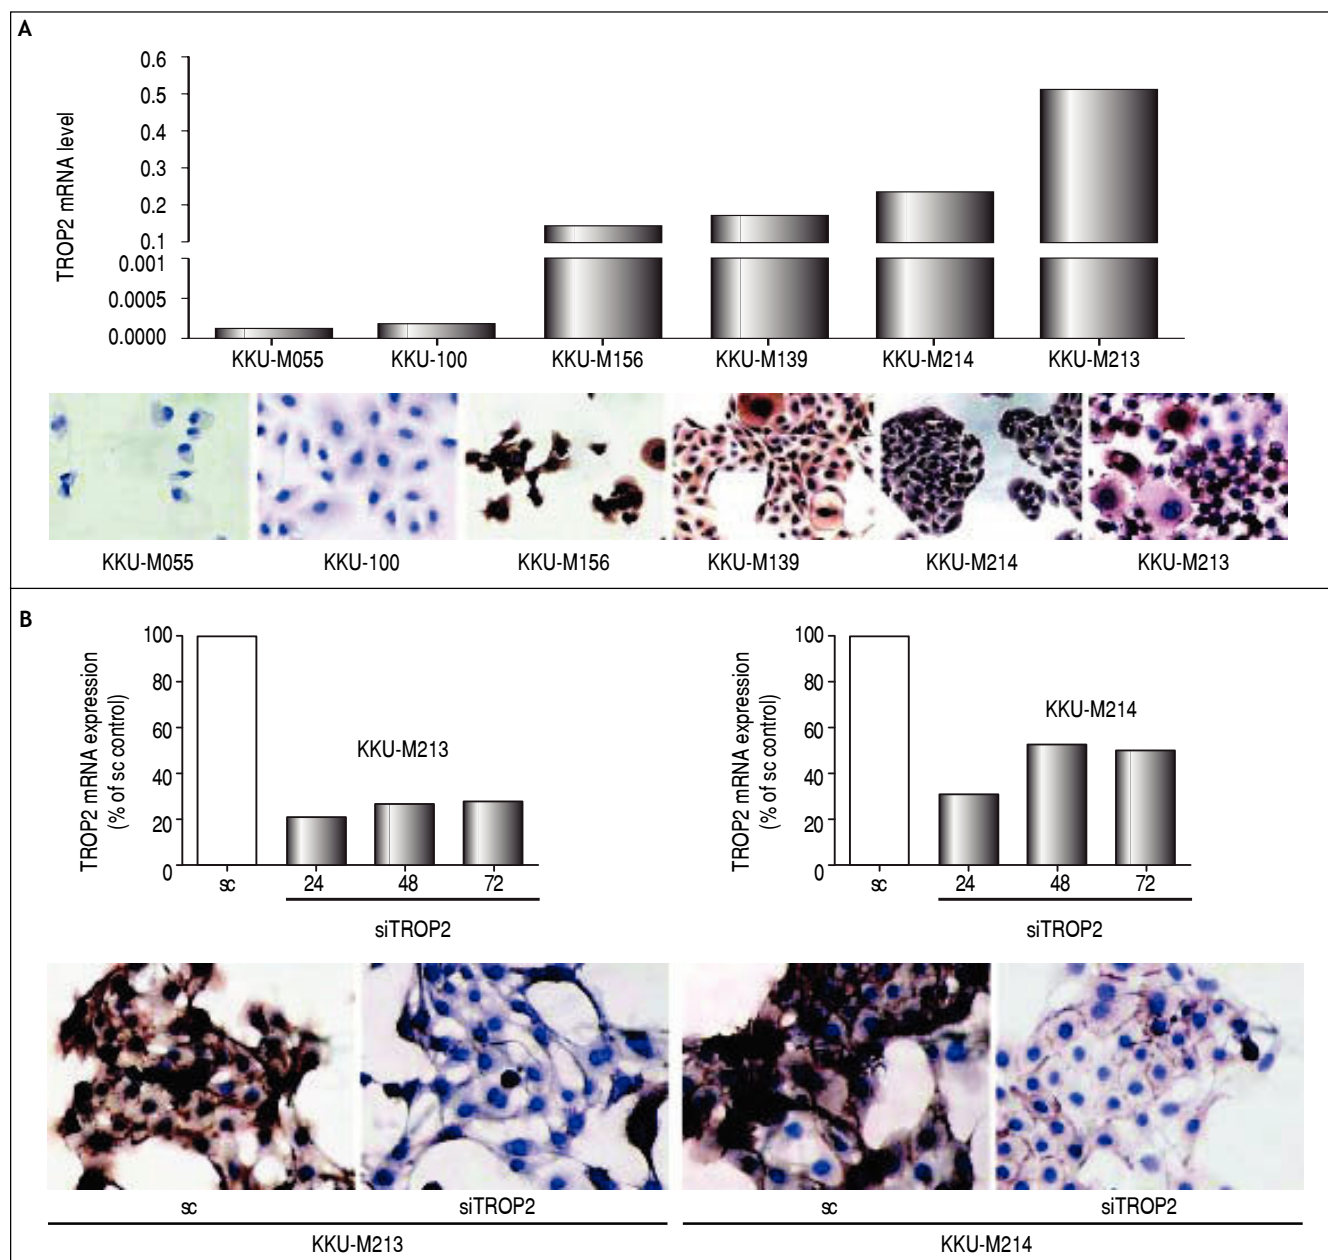 A
TROP2 mRNA level
0.6
0.5
0.4
0.3
0.2
0.1
0.001
0.0005
0.0000
KKU-M055 KKU-100 KKU-M156 KKU-M139 KKU-M214 KKU-M213
KKU-M055 KKU-100 KKU-M156 KKU-M139 KKU-M214 KKU-M213
B
TROP2 mRNA expression
(% of sc control)
100
80
60
40
20
0
KKU-M213
sc 24 48 72
siTROP2
TROP2 mRNA expression
(% of sc control)
100
80
60
40
20
0
KKU-M214
sc 24 48 72
siTROP2
sc siTROP2 sc siTROP2
KKU-M213 KKU-M214